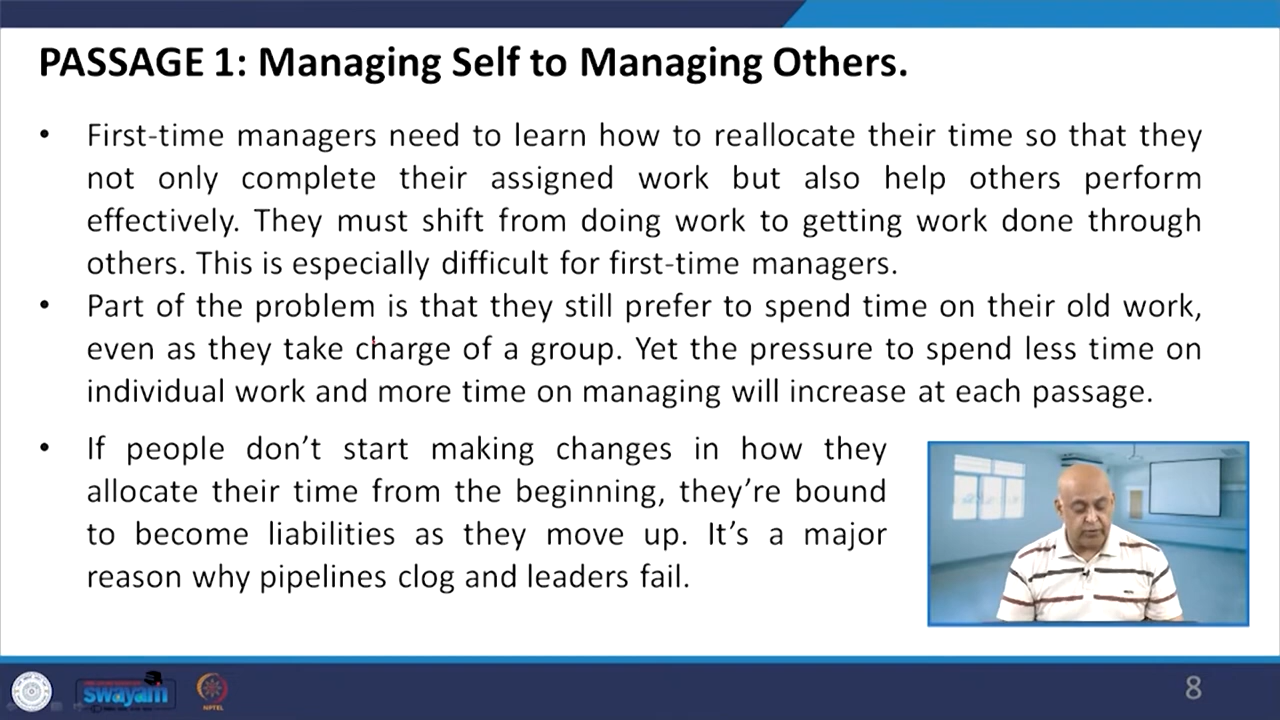 PASSAGE 1: Managing Self to Managing Others.
• First-time managers need to learn how to reallocate their time so that they
not only complete their assigned work but also help others perform
effectively. They must shift from doing work to getting work done through
others. This is especially difficult for first-time managers.
• Part of the problem is that they still prefer to spend time on their old work,
even as they take charge of a group. Yet the pressure to spend less time on
individual work and more time on managing will increase at each passage.
• If people don’t start making changes in how they
allocate their time from the beginning, they’re bound
to become liabilities as they move up. It’s a major
reason why pipelines clog and leaders fail.
swayam
NPTEL
8